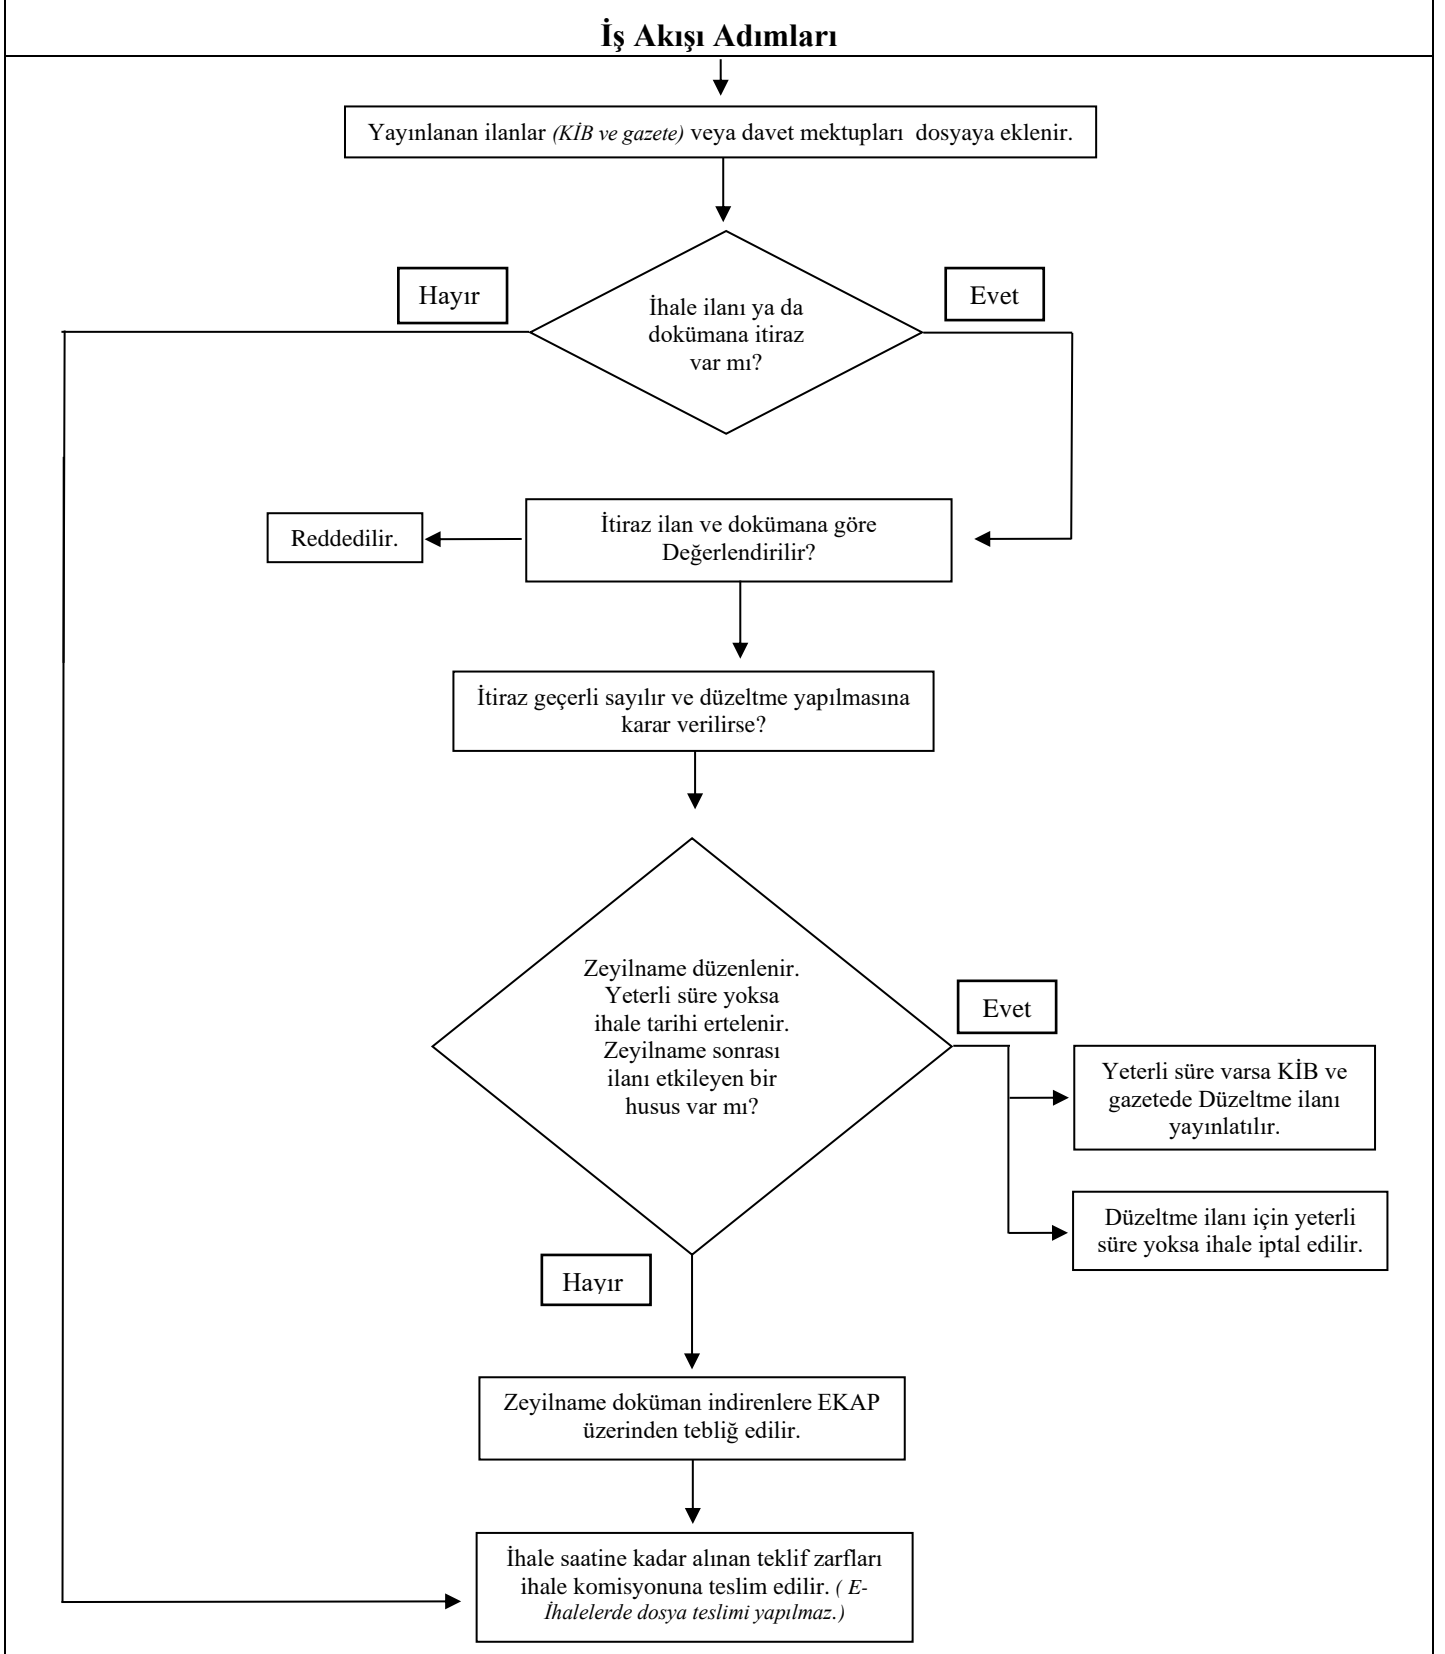 İş Akışı Adımları
Yayınlanan ilanlar (KİB ve gazete) veya davet mektupları dosyaya eklenir.
Hayır
Evet
İhale ilanı ya da
dokümana itiraz
var mı?
Reddedilir.
İtiraz ilan ve dokümana göre
Değerlendirilir?
İtiraz geçerli sayılır ve düzeltme yapılmasına
karar verilirse?
Zeyilname düzenlenir.
Yeterli süre yoksa
ihale tarihi ertelenir.
Zeyilname sonrası
ilanı etkileyen bir
husus var mı?
Evet
Yeterli süre varsa KİB ve
gazetede Düzeltme ilanı
yayınlatılır.
Düzeltme ilanı için yeterli
süre yoksa ihale iptal edilir.
Hayır
Zeyilname doküman indirenlere EKAP
üzerinden tebliğ edilir.
İhale saatine kadar alınan teklif zarfları
ihale komisyonuna teslim edilir. ( E-
İhalelerde dosya teslimi yapılmaz.)